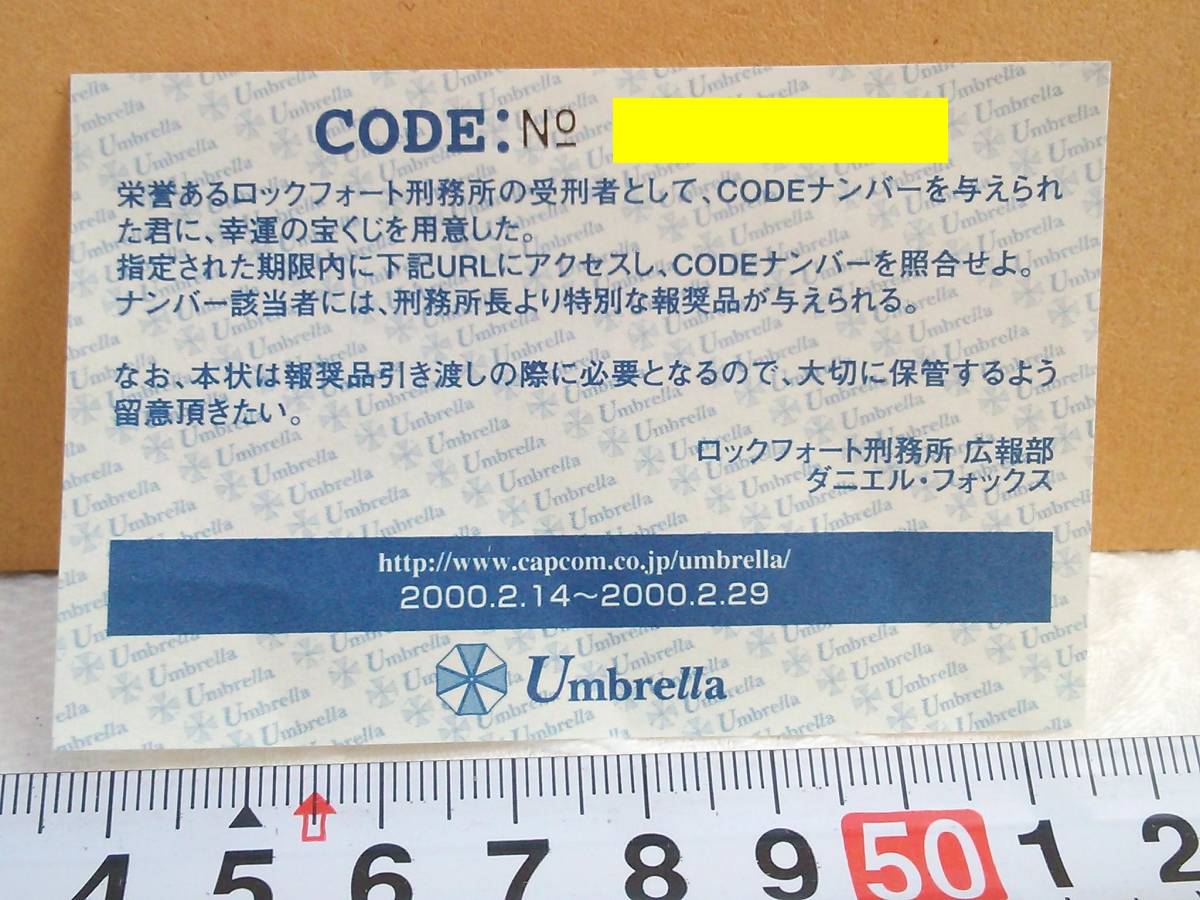 CODE:№
栄誉あるロックフォート刑務所の受刑者として、CODEナンバーを与えられ
た君に、幸運の宝くじを用意した。
指定された期限内に下記URLにアクセスし、CODEナンバーを照合せよ。
ナンバー該当者には、刑務所長より特別な報奨品が与えられる。
なお、本状は報奨品引き渡しの際に必要となるので、大切に保管するよう
留意頂きたい。
ロックフォート刑務所 広報部
ダニエル・フォックス
http://www.capcom.co.jp/umbrella/
2000.2.14～2000.2.29
Umbrella
4 5 6 7 8 9 50 1 2